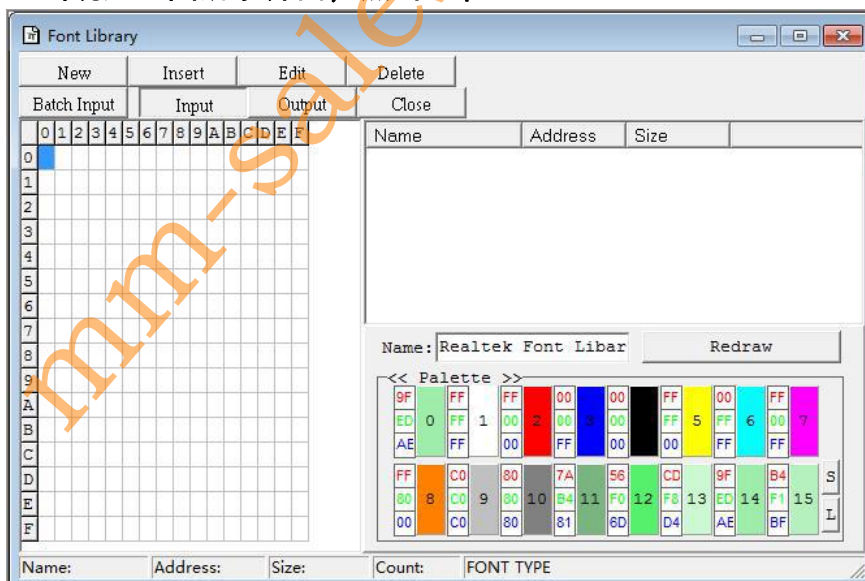 Font Library
New Insert Edit Delete
Batch Input Input Output Close
0 1 2 3 4 5 6 7 8 9 A B C D E F
Name Address Size
0
1
2
3
4
5
6
7
8
9
A
B
C
D
E
F
Name: Realtek Font Libar Redraw
<< Palette >>
9F FF FF 00 00 FF 00 FF
ED 0 FF 1 00 2 00 3 00 FF 5 FF 6 00 7
AE FF 00 FF 00 00 FF FF
FF C0 80 7A 56 CD 9F B4 S
80 8 C0 9 80 10 B4 11 F0 12 F8 13 ED 14 F1 15
00 C0 80 81 6D D4 AE BF L
Name: Address: Size: Count: FONT TYPE
mm-sale